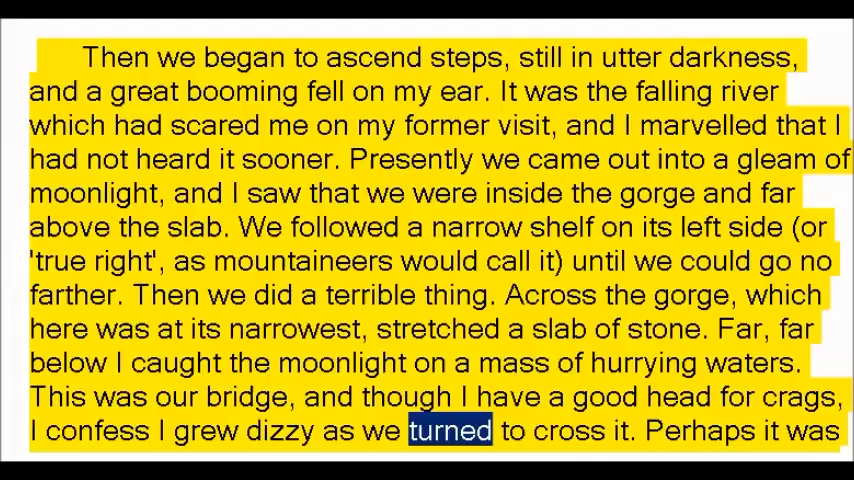 Then we began to ascend steps, still in utter darkness,
and a great booming fell on my ear. It was the falling river
which had scared me on my former visit, and I marvelled that I
had not heard it sooner. Presently we came out into a gleam of
moonlight, and I saw that we were inside the gorge and far
above the slab. We followed a narrow shelf on its left side (or
'true right', as mountaineers would call it) until we could go no
farther. Then we did a terrible thing. Across the gorge, which
here was at its narrowest, stretched a slab of stone. Far, far
below I caught the moonlight on a mass of hurrying waters.
This was our bridge, and though I have a good head for crags,
I confess I grew dizzy as we turned to cross it. Perhaps it was